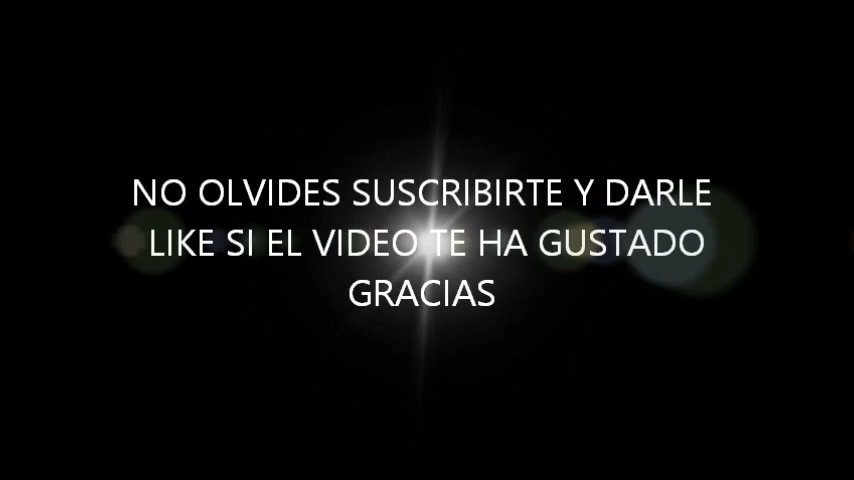 NO OLVIDES SUSCRIBIRTE Y DARLE
LIKE SI EL VIDEO TE HA GUSTADO
GRACIAS